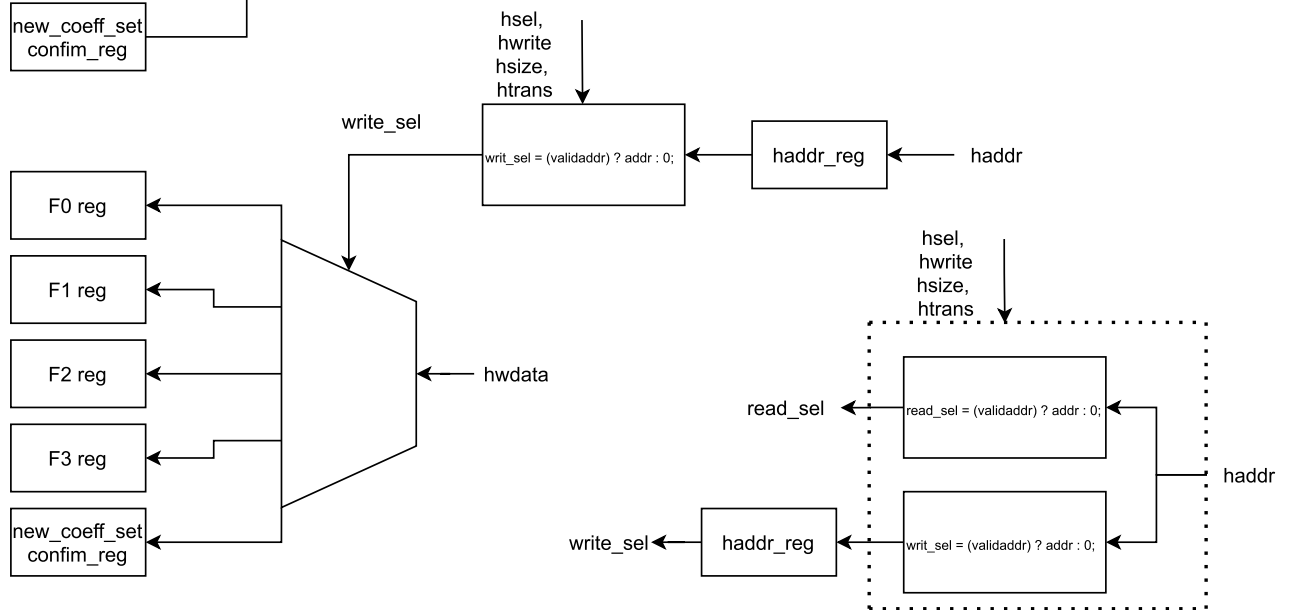 new_coeff_set
confim_reg
hsel,
hwrite
hsize,
htrans
write_sel
writ_sel = (validaddr) ? addr : 0;
haddr_reg
haddr
F0 reg
F1 reg
F2 reg
F3 reg
new_coeff_set
confim_reg
hwdata
hsel,
hwrite
hsize,
htrans
read_sel
read_sel = (validaddr) ? addr : 0;
haddr
write_sel
haddr_reg
writ_sel = (validaddr) ? addr : 0;